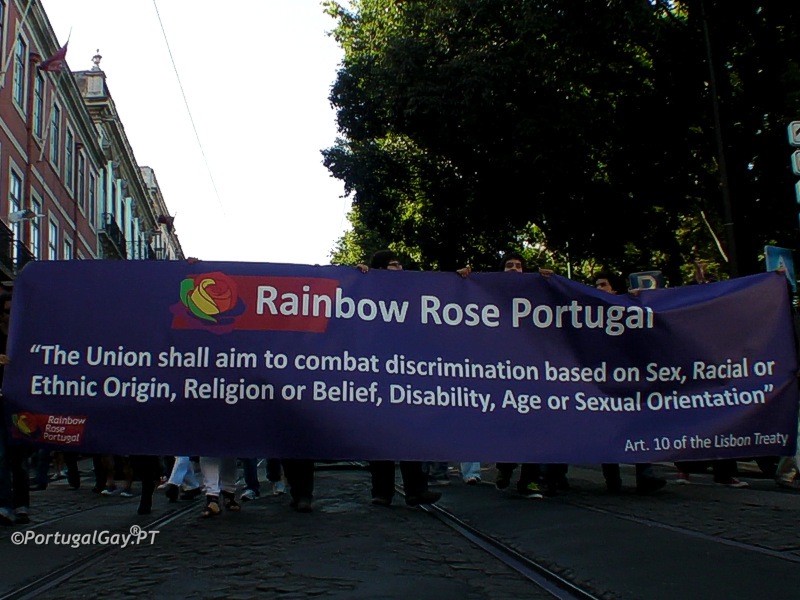 Rainbow Rose Portugal
“The Union shall aim to combat discrimination based on Sex, Racial or
Ethnic Origin, Religion or Belief, Disability, Age or Sexual Orientation”
Rainbow
Rose
Portugal
Art. 10 of the Lisbon Treaty
©PortugalGay®.PT